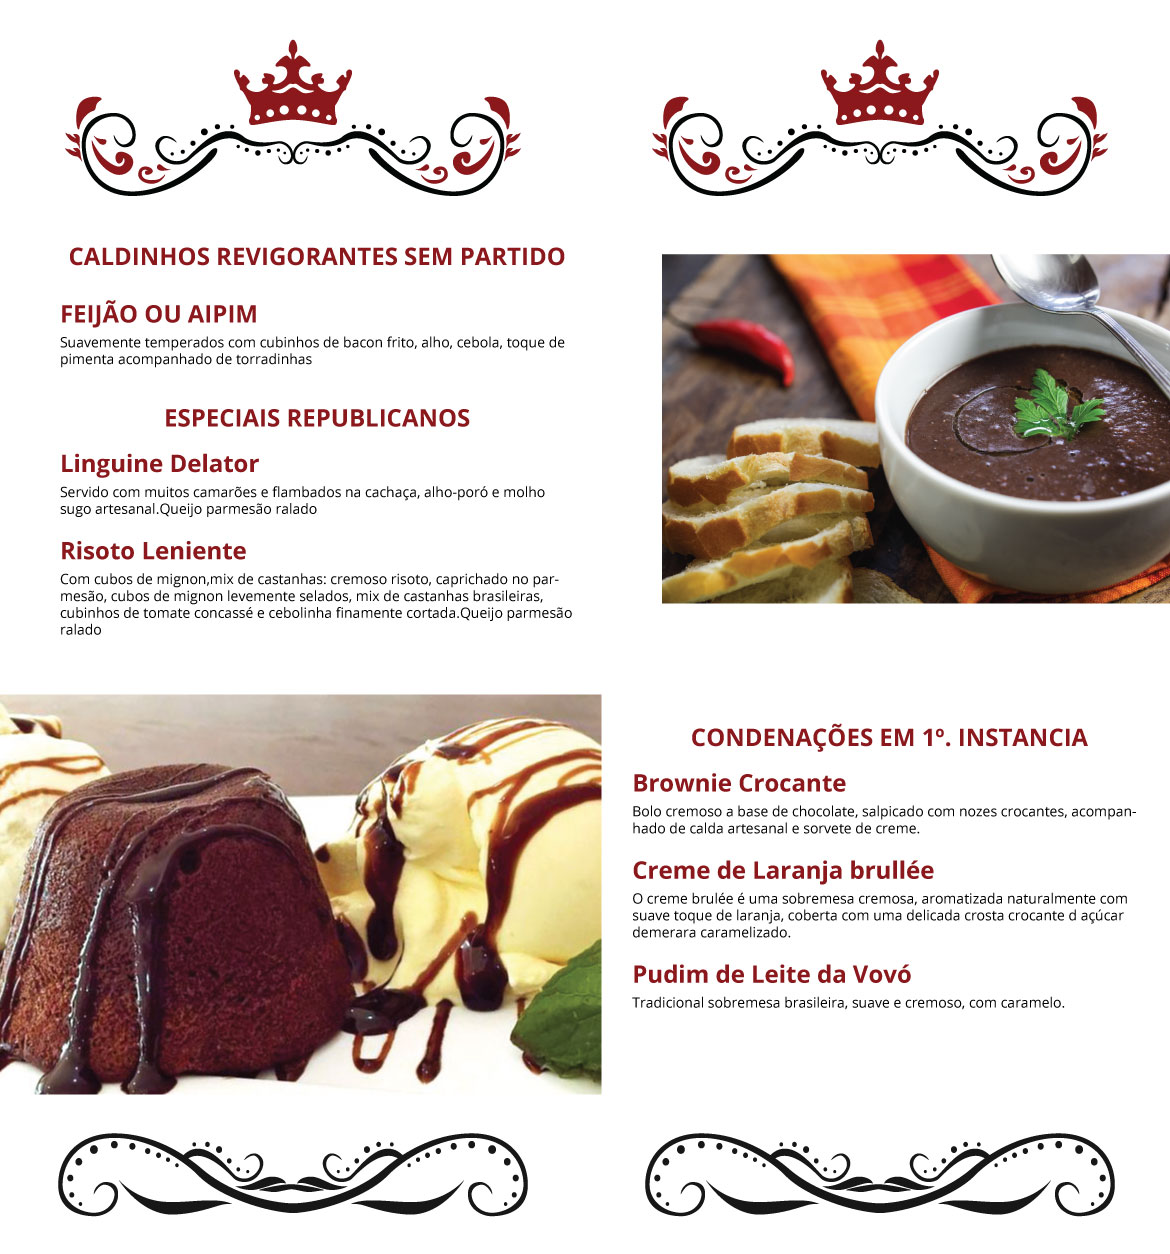 CALDINHOS REVIGORANTES SEM PARTIDO
FEIJÃO OU AIPIM
Suavemente temperados com cubinhos de bacon frito, alho, cebola, toque de
pimenta acompanhado de torradinhas
ESPECIAIS REPUBLICANOS
Linguine Delator
Servido com muitos camarões e flambados na cachaça, alho-poró e molho
sugo artesanal.Queijo parmesão ralado
Risoto Leniente
Com cubos de mignon,mix de castanhas: cremoso risoto, caprichado no par-
mesão, cubos de mignon levemente selados, mix de castanhas brasileiras,
cubinhos de tomate concassé e cebolinha finamente cortada.Queijo parmesão
ralado
CONDENAÇÕES EM 1º. INSTANCIA
Brownie Crocante
Bolo cremoso a base de chocolate, salpicado com nozes crocantes, acompan-
hado de calda artesanal e sorvete de creme.
Creme de Laranja brullée
O creme brulée é uma sobremesa cremosa, aromatizada naturalmente com
suave toque de laranja, coberta com uma delicada crosta crocante d açúcar
demerara caramelizado.
Pudim de Leite da Vovó
Tradicional sobremesa brasileira, suave e cremoso, com caramelo.